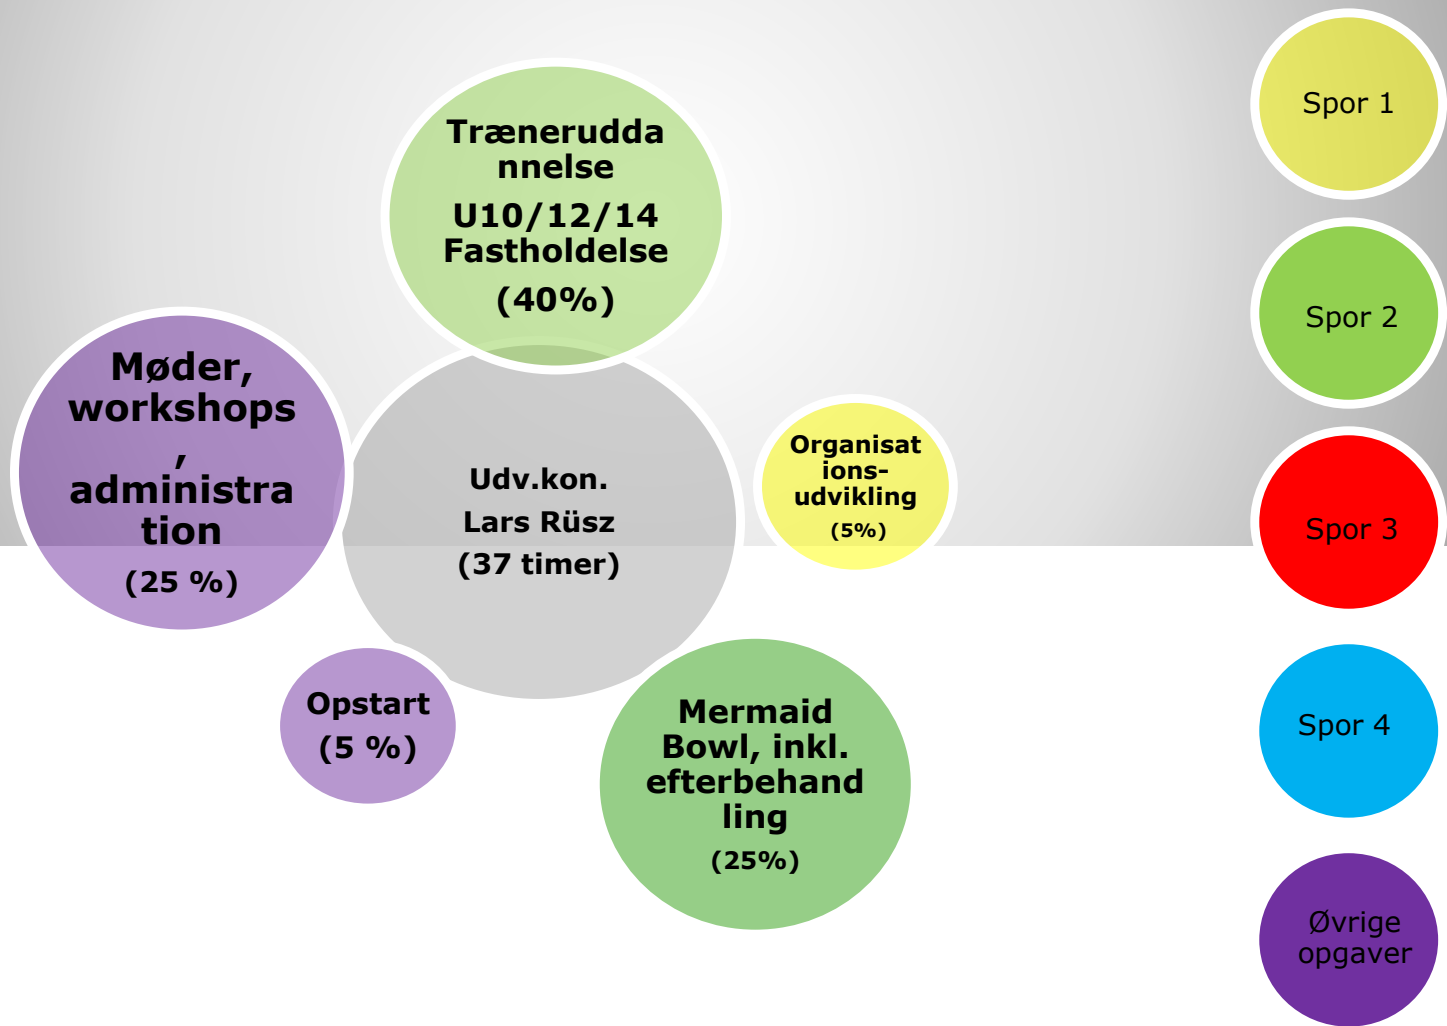 Træneruddа
nnelse
U10/12/14
Fastholdelse
(40%)
Møder,
workshops
,
administra
tion
(25 %)
Udv.kon.
Lars Rüsz
(37 timer)
Organisat
ions-
udvikling
(5%)
Opstart
(5 %)
Mermaid
Bowl, inkl.
efterbehand
ling
(25%)
Spor 1
Spor 2
Spor 3
Spor 4
Øvrige
opgaver